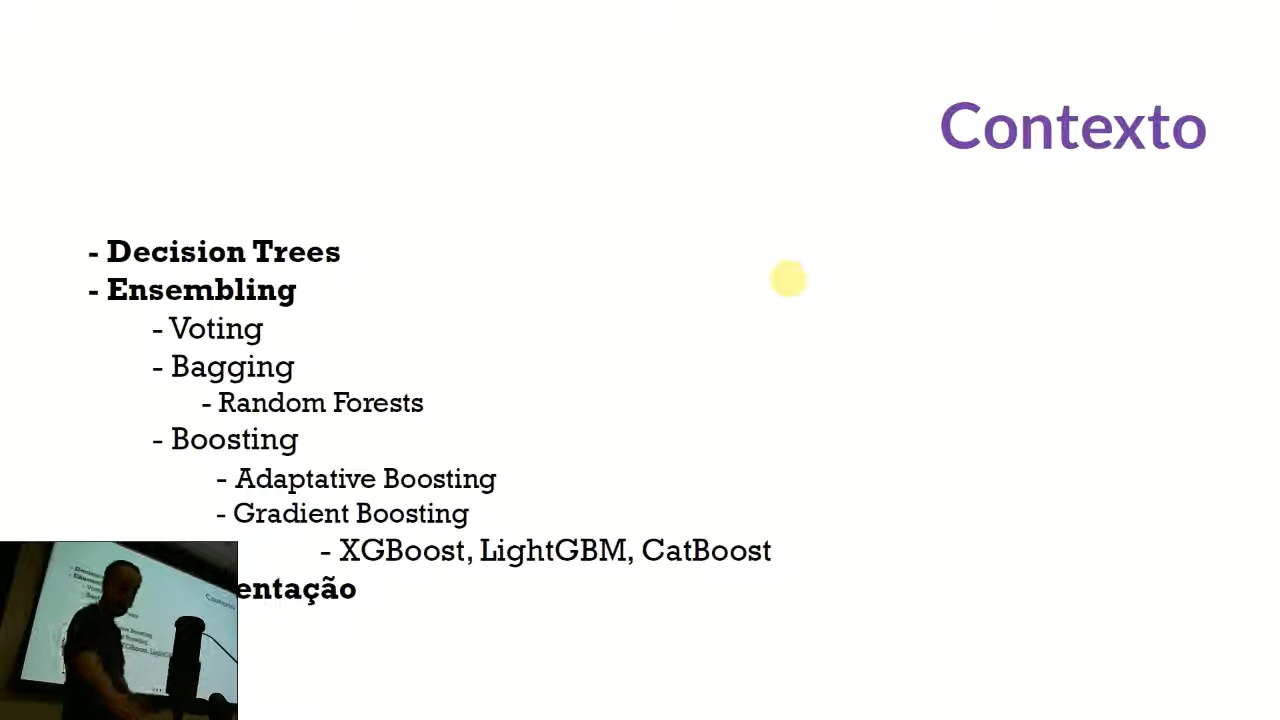 Contexto
- Decision Trees
- Ensembling
- Voting
- Bagging
- Random Forests
- Boosting
- Adaptative Boosting
- Gradient Boosting
- XGBoost, LightGBM, CatBoost
entação